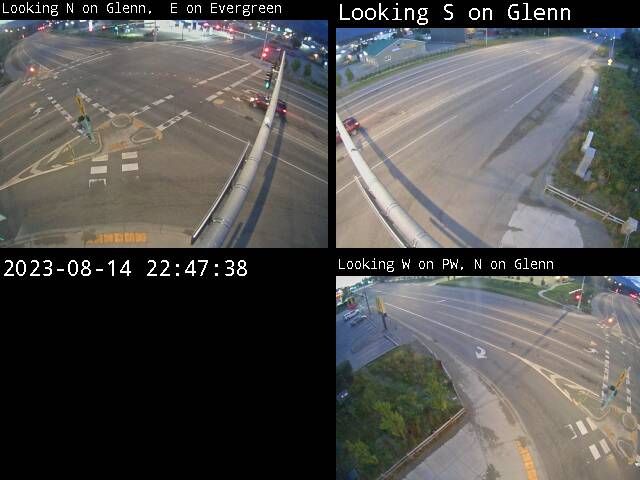 Looking N on Glenn, E on Evergreen
Looking S on Glenn
2023-08-14 22:47:38
Looking W on PW, N on Glenn